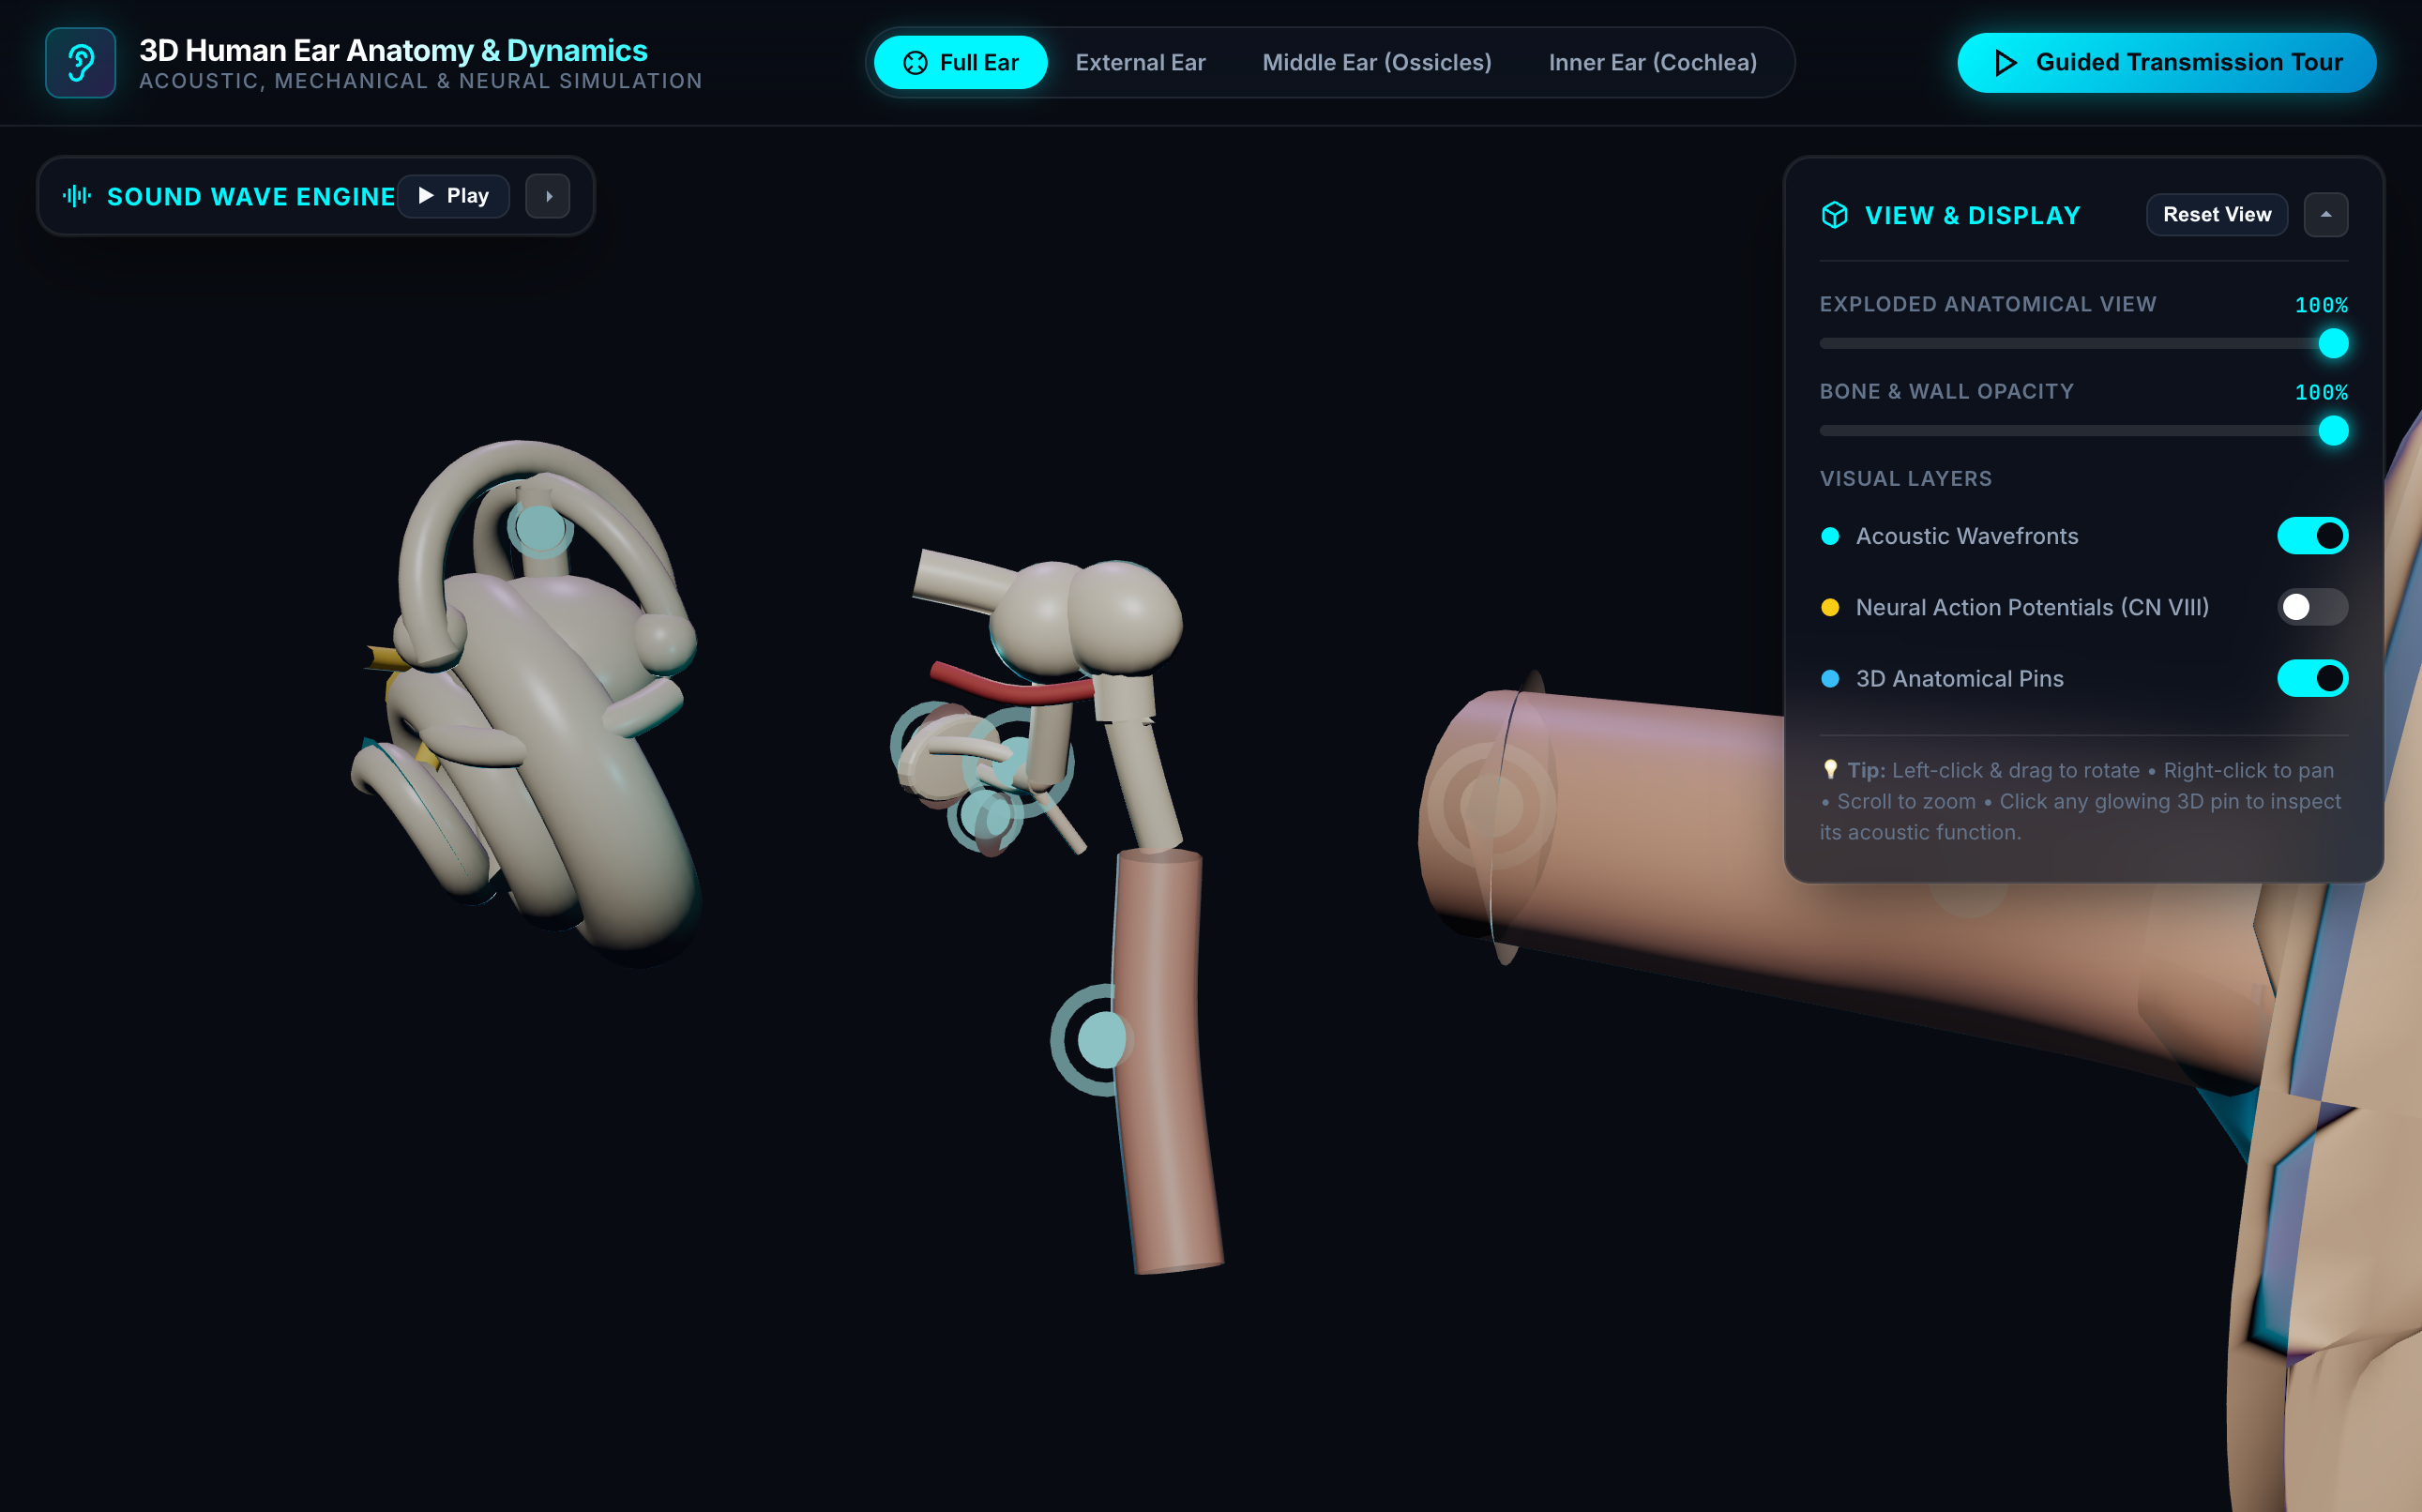 3D Human Ear Anatomy & Dynamics
ACOUSTIC, MECHANICAL & NEURAL SIMULATION
Full Ear
External Ear
Middle Ear (Ossicles)
Inner Ear (Cochlea)
Guided Transmission Tour
SOUND WAVE ENGINE
Play
VIEW & DISPLAY
Reset View
EXPLODED ANATOMICAL VIEW 100%
BONE & WALL OPACITY 100%
VISUAL LAYERS
Acoustic Wavefronts
Neural Action Potentials (CN VIII)
3D Anatomical Pins
Tip: Left-click & drag to rotate • Right-click to pan
• Scroll to zoom • Click any glowing 3D pin to inspect
its acoustic function.